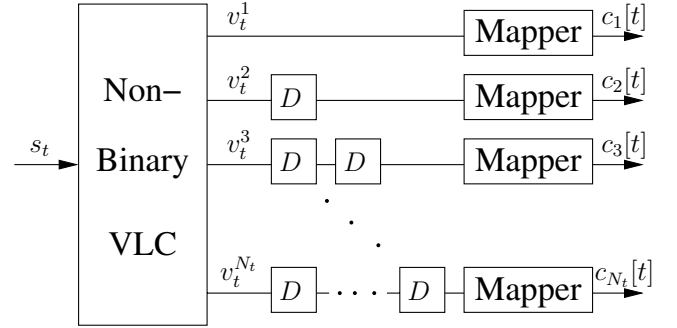 v_t^1 Mapper c_1[t]
Non–
v_t^2 D Mapper c_2[t]
s_t Binary v_t^3 D D Mapper c_3[t]
VLC
v_t^{N_t} D · · · D Mapper c_{N_t}[t]